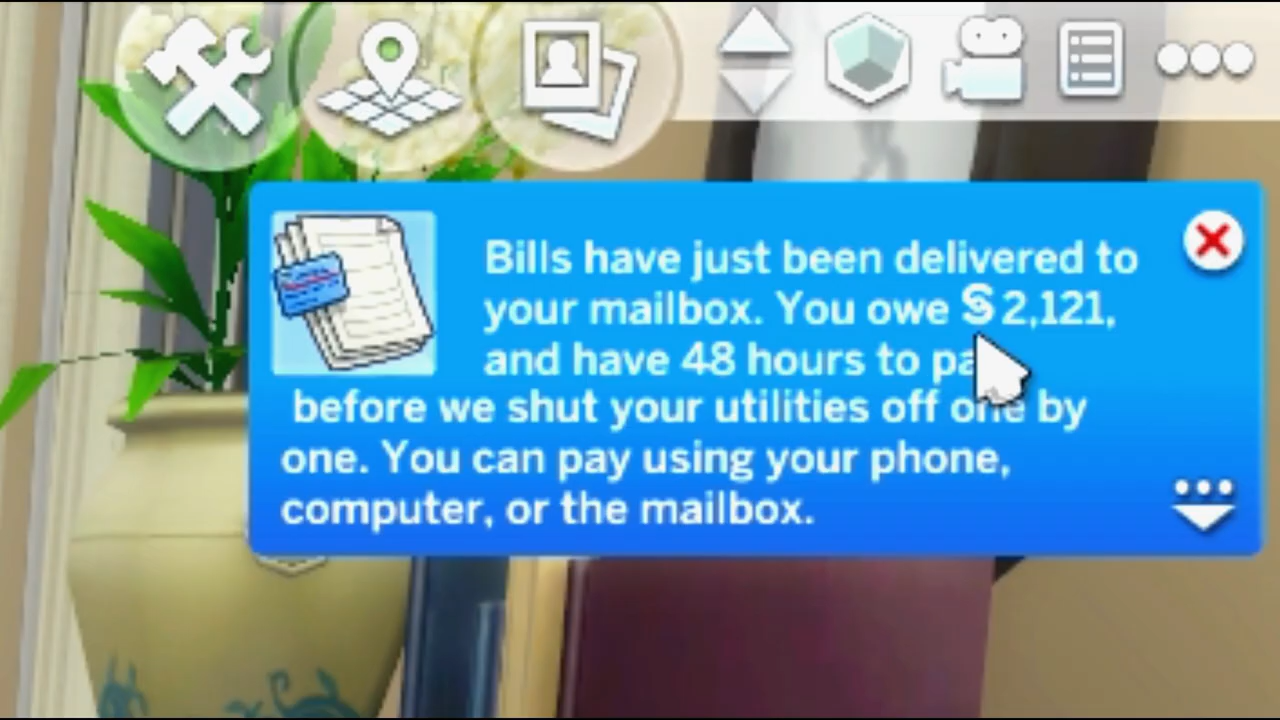 Bills have just been delivered to
your mailbox. You owe §2,121,
and have 48 hours to
before we shut your utilities off one by
one. You can pay using your phone,
computer, or the mailbox.